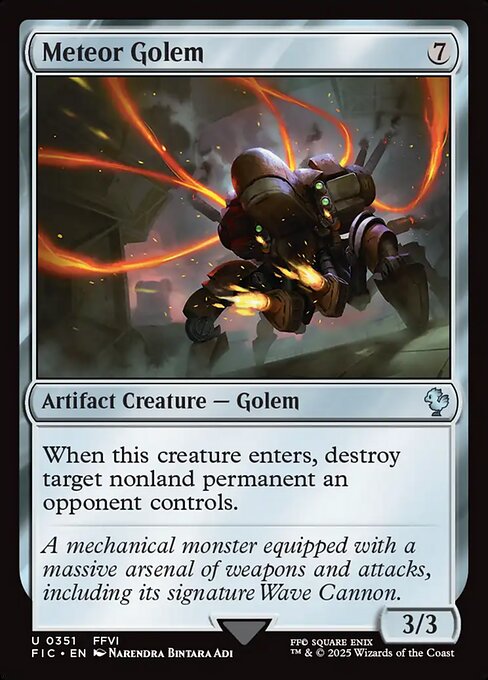 Meteor Golem 7
Artifact Creature — Golem
When this creature enters, destroy
target nonland permanent an
opponent controls.
A mechanical monster equipped with a
massive arsenal of weapons and attacks,
including its signature Wave Cannon.
3/3
U 0351 FFVI
FIC • EN Narendra Bintara Adi
FF© SQUARE ENIX
™ & © 2025 Wizards of the Coast